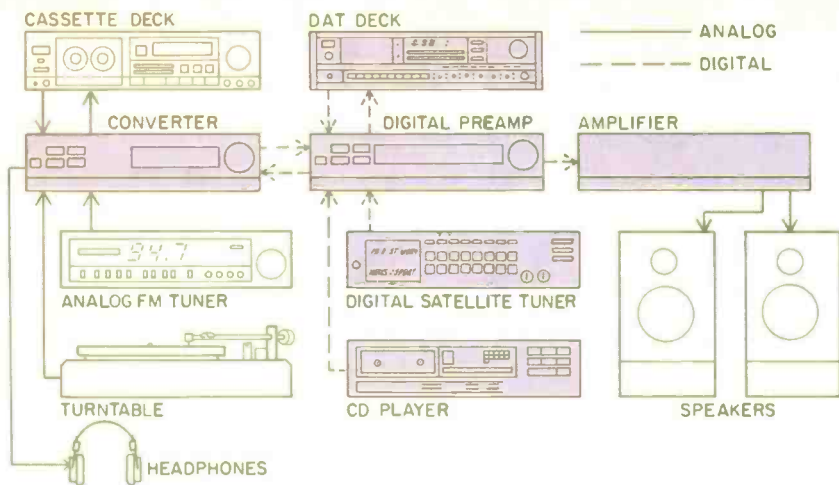 CASSETTE DECK
DAT DECK
ANALOG
DIGITAL
CONVERTER
DIGITAL PREAMP
AMPLIFIER
94.7
ANALOG FM TUNER
DIGITAL SATELLITE TUNER
TURNTABLE
CD PLAYER
SPEAKERS
HEADPHONES